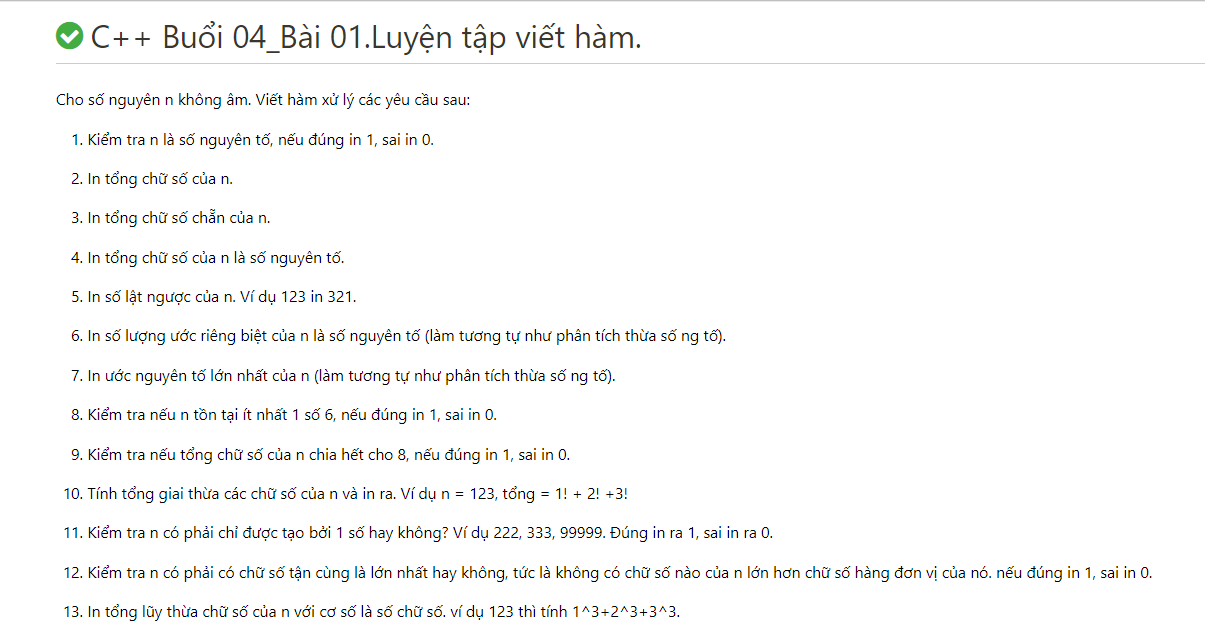 C++ Buổi 04_Bài 01.Luyện tập viết hàm.
Cho số nguyên n không âm. Viết hàm xử lý các yêu cầu sau:
1. Kiểm tra n là số nguyên tố, nếu đúng in 1, sai in 0.
2. In tổng chữ số của n.
3. In tổng chữ số chẵn của n.
4. In tổng chữ số của n là số nguyên tố.
5. In số lật ngược của n. Ví dụ 123 in 321.
6. In số lượng ước riêng biệt của n là số nguyên tố (làm tương tự như phân tích thừa số ng tố).
7. In ước nguyên tố lớn nhất của n (làm tương tự như phân tích thừa số ng tố).
8. Kiểm tra nếu n tồn tại ít nhất 1 số 6, nếu đúng in 1, sai in 0.
9. Kiểm tra nếu tổng chữ số của n chia hết cho 8, nếu đúng in 1, sai in 0.
10. Tính tổng giai thừa các chữ số của n và in ra. Ví dụ n = 123, tổng = 1! + 2! +3!
11. Kiểm tra n có phải chỉ được tạo bởi 1 số hay không? Ví dụ 222, 333, 99999. Đúng in ra 1, sai in ra 0.
12. Kiểm tra n có phải có chữ số tận cùng là lớn nhất hay không, tức là không có chữ số nào của n lớn hơn chữ số hàng đơn vị của nó. nếu đúng in 1, sai in 0.
13. In tổng lũy thừa chữ số của n với cơ số là số chữ số. ví dụ 123 thì tính 1^3+2^3+3^3.